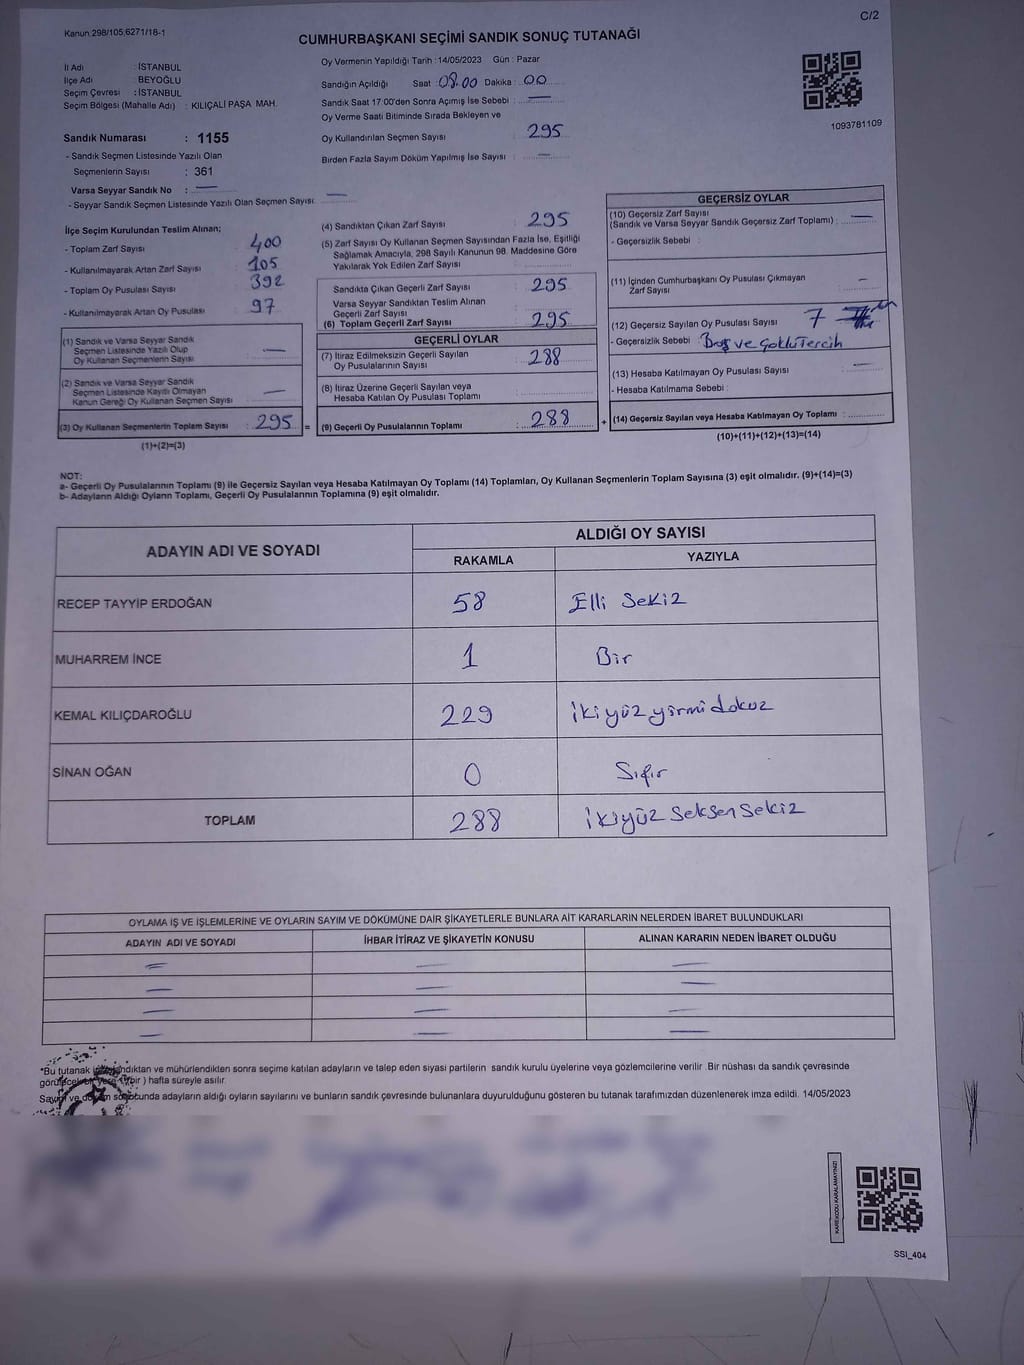 C/2
Kanun 298/105,6271/18-1
CUMHURBAŞKANI SEÇİMİ SANDIK SONUÇ TUTANAĞI
İl Adı : İSTANBUL
İlçe Adı : BEYOĞLU
Seçim Çevresi : İSTANBUL
Seçim Bölgesi (Mahalle Adı) : KILIÇALİ PAŞA MAH.
Sandık Numarası : 1155
- Sandık Seçmen Listesinde Yazılı Olan
Seçmenlerin Sayısı : 361
Varsa Seyyar Sandık No : —
- Seyyar Sandık Seçmen Listesinde Yazılı Olan Seçmen Sayısı: —
Oy Vermenin Yapıldığı Tarih : 14/05/2023 Gün : Pazar
Sandığın Açıldığı Saat : 08.00 Dakika : 00
Sandık Saat 17:00'den Sonra Açımış İse Sebebi : —
Oy Verme Saati Bitiminde Sırada Bekleyen ve
Oy Kullandırılan Seçmen Sayısı : 295
Birden Fazla Sayım Döküm Yapılmış İse Sayısı : —
1093781109
İlçe Seçim Kurulundan Teslim Alınan;
- Toplam Zarf Sayısı : 400
- Kullanılmayarak Artan Zarf Sayısı : 105
- Toplam Oy Pusulası Sayısı : 392
- Kullanılmayarak Artan Oy Pusulası : 97
(1) Sandık ve Varsa Seyyar Sandık
Seçmen Listesinde Yazılı Olup
Oy Kullanan Seçmenlerin Sayısı : —
(2) Sandık ve Varsa Seyyar Sandık
Seçmen Listesinde Kayıtlı Olmayan
Kanun Gereği Oy Kullanan Seçmen Sayısı : —
(3) Oy Kullanan Seçmenlerin Toplam Sayısı : 295 =
(1)+(2)=(3)
(4) Sandıktan Çıkan Zarf Sayısı : 295
(5) Zarf Sayısı Oy Kullanan Seçmen Sayısından Fazla İse, Eşitliği
Sağlamak Amacıyla, 298 Sayılı Kanunun 98. Maddesine Göre
Yakılarak Yok Edilen Zarf Sayısı :
Sandıkta Çıkan Geçerli Zarf Sayısı : 295
Varsa Seyyar Sandıktan Teslim Alınan
Geçerli Zarf Sayısı :
(6) Toplam Geçerli Zarf Sayısı : 295
GEÇERLİ OYLAR
(7) İtiraz Edilmeksizin Geçerli Sayılan
Oy Pusulalarının Sayısı : 288
(8) İtiraz Üzerine Geçerli Sayılan veya
Hesaba Katılan Oy Pusulası Toplamı :
(9) Geçerli Oy Pusulalarının Toplamı : 288 +
GEÇERSİZ OYLAR
(10) Geçersiz Zarf Sayısı
(Sandık ve Varsa Seyyar Sandık Geçersiz Zarf Toplamı) : —
- Geçersizlik Sebebi :
(11) İçinden Cumhurbaşkanı Oy Pusulası Çıkmayan
Zarf Sayısı : —
(12) Geçersiz Sayılan Oy Pusulası Sayısı : 7
- Geçersizlik Sebebi : Boş ve Çoklu Tercih
(13) Hesaba Katılmayan Oy Pusulası Sayısı : —
- Hesaba Katılmama Sebebi :
(14) Geçersiz Sayılan veya Hesaba Katılmayan Oy Toplamı :
(10)+(11)+(12)+(13)=(14)
NOT:
a- Geçerli Oy Pusulalarının Toplamı (9) ile Geçersiz Sayılan veya Hesaba Katılmayan Oy Toplamı (14) Toplamları, Oy Kullanan Seçmenlerin Toplam Sayısına (3) eşit olmalıdır. (9)+(14)=(3)
b- Adayların Aldığı Oyların Toplamı, Geçerli Oy Pusulalarının Toplamına (9) eşit olmalıdır.
ADAYIN ADI VE SOYADI ALDIĞI OY SAYISI
RAKAMLA YAZIYLA
RECEP TAYYİP ERDOĞAN 58 Elli Sekiz
MUHARREM İNCE 1 Bir
KEMAL KILIÇDAROĞLU 229 ikiyüz yirmi dokuz
SİNAN OĞAN 0 Sıfır
TOPLAM 288 ikiyüz Seksen Sekiz
OYLAMA İŞ VE İŞLEMLERİNE VE OYLARIN SAYIM VE DÖKÜMÜNE DAİR ŞİKAYETLERLE BUNLARA AİT KARARLARIN NELERDEN İBARET BULUNDUKLARI
ADAYIN ADI VE SOYADI İHBAR İTİRAZ VE ŞİKAYETİN KONUSU ALINAN KARARIN NEDEN İBARET OLDUĞU
— — —
— — —
— — —
— — —
*Bu tutanak ndıktan ve mühürlendikten sonra seçime katılan adayların ve talep eden siyasi partilerin sandık kurulu üyelerine veya gözlemcilerine verilir .Bir nüshası da sandık çevresinde
bir ) hafta süreyle asılır.
Sayım ve döküm sonucunda adayların aldığı oyların sayılarını ve bunların sandık çevresinde bulunanlara duyurulduğunu gösteren bu tutanak tarafımızdan düzenlenerek imza edildi. 14/05/2023
KAREKODU KARALAMAYINIZ!
SSI_404